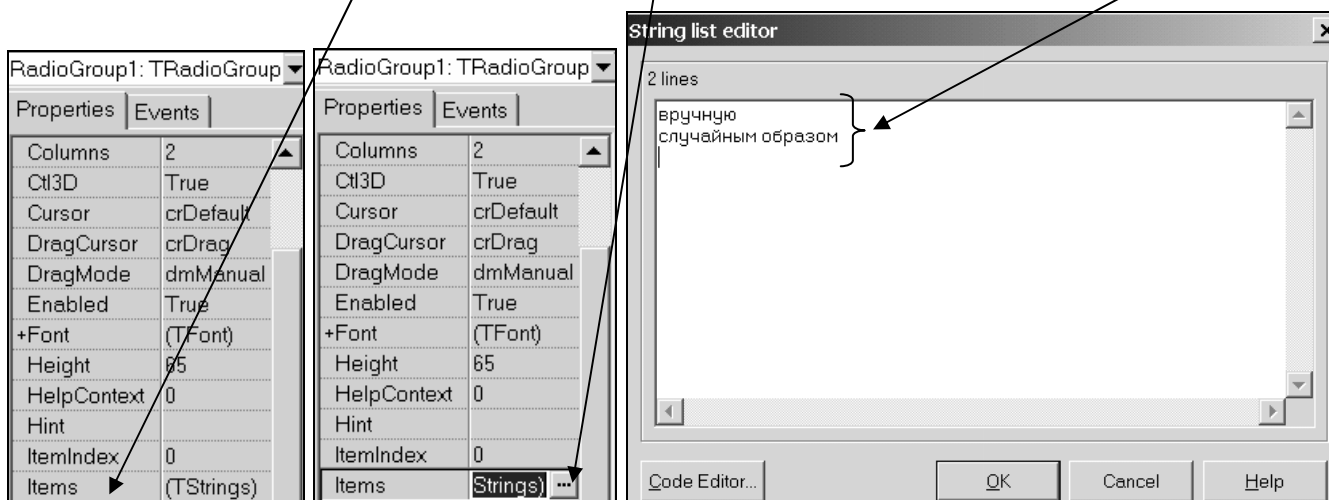 RadioGroup1: TRadioGroup
Properties Events
Columns 2
Ctl3D True
Cursor crDefault
DragCursor crDrag
DragMode dmManual
Enabled True
+Font (TFont)
Height 65
HelpContext 0
Hint
ItemIndex 0
Items (TStrings)
RadioGroup1: TRadioGroup
Properties Events
Columns 2
Ctl3D True
Cursor crDefault
DragCursor crDrag
DragMode dmManual
Enabled True
+Font (TFont)
Height 65
HelpContext 0
Hint
ItemIndex 0
Items Strings) ...
String list editor
2 lines
вручную
случайным образом
Code Editor... OK Cancel Help